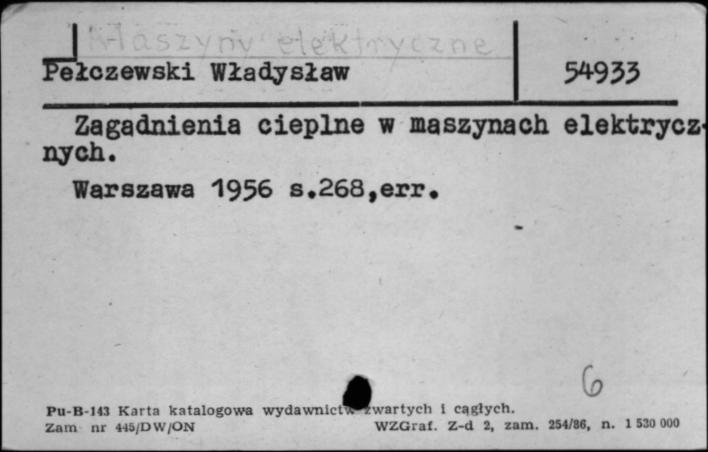 Maszyny elektryczne
Pełczewski Władysław 54933
Zagadnienia cieplne w maszynach elektrycz-
nych.
Warszawa 1956 s.268,err.
6
Pu-B-143 Karta katalogowa wydawnictw zwartych i cągłych.
Zam nr 445/DW/ON WZGraf. Z-d 2, zam. 254/86, n. 1 530 000